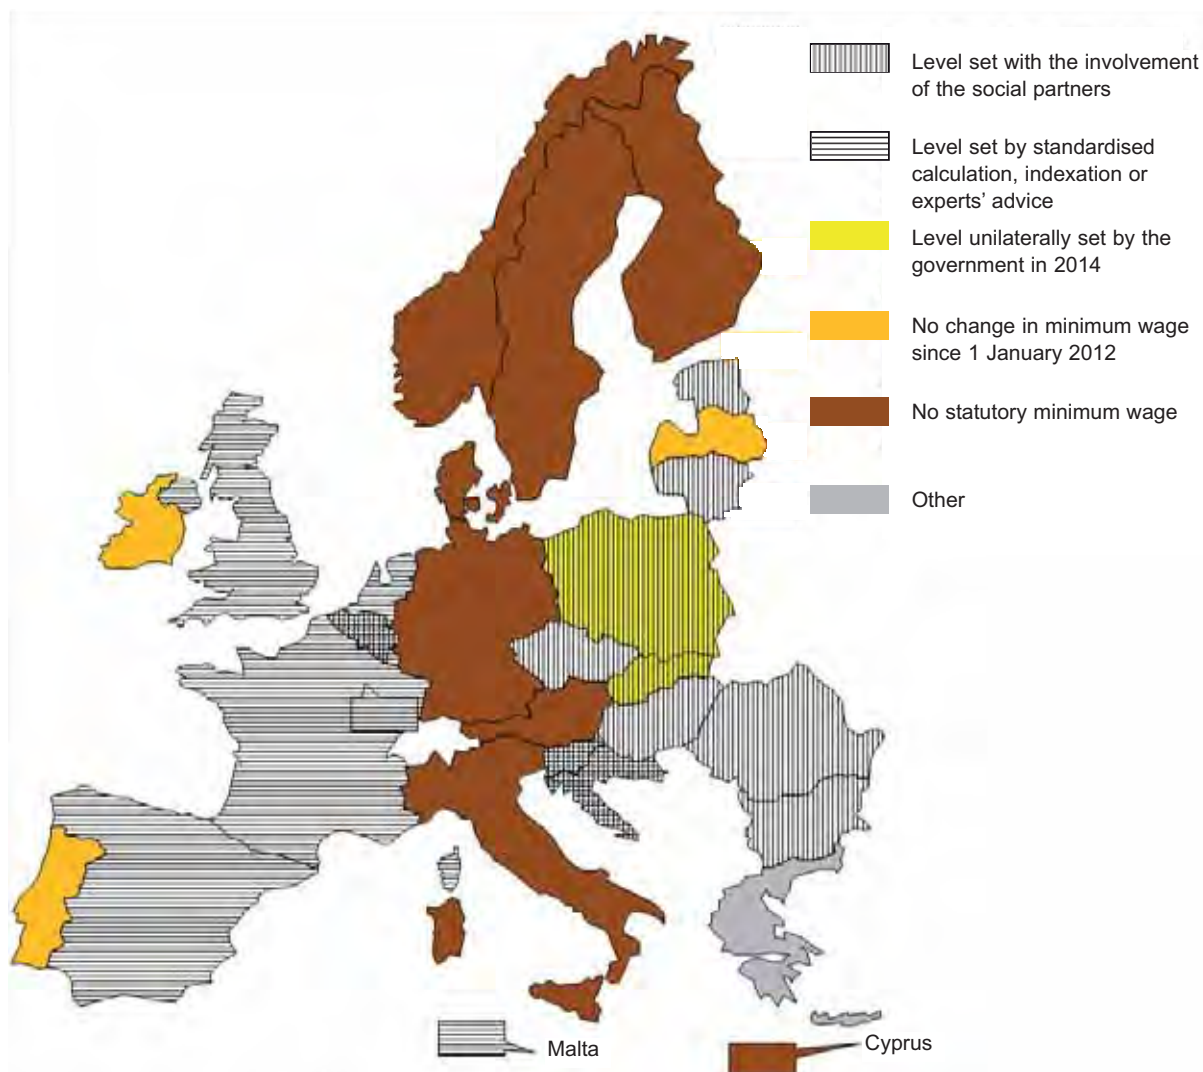 Level set with the involvement
of the social partners
Level set by standardised
calculation, indexation or
experts’ advice
Level unilaterally set by the
government in 2014
No change in minimum wage
since 1 January 2012
No statutory minimum wage
Other
Malta
Cyprus